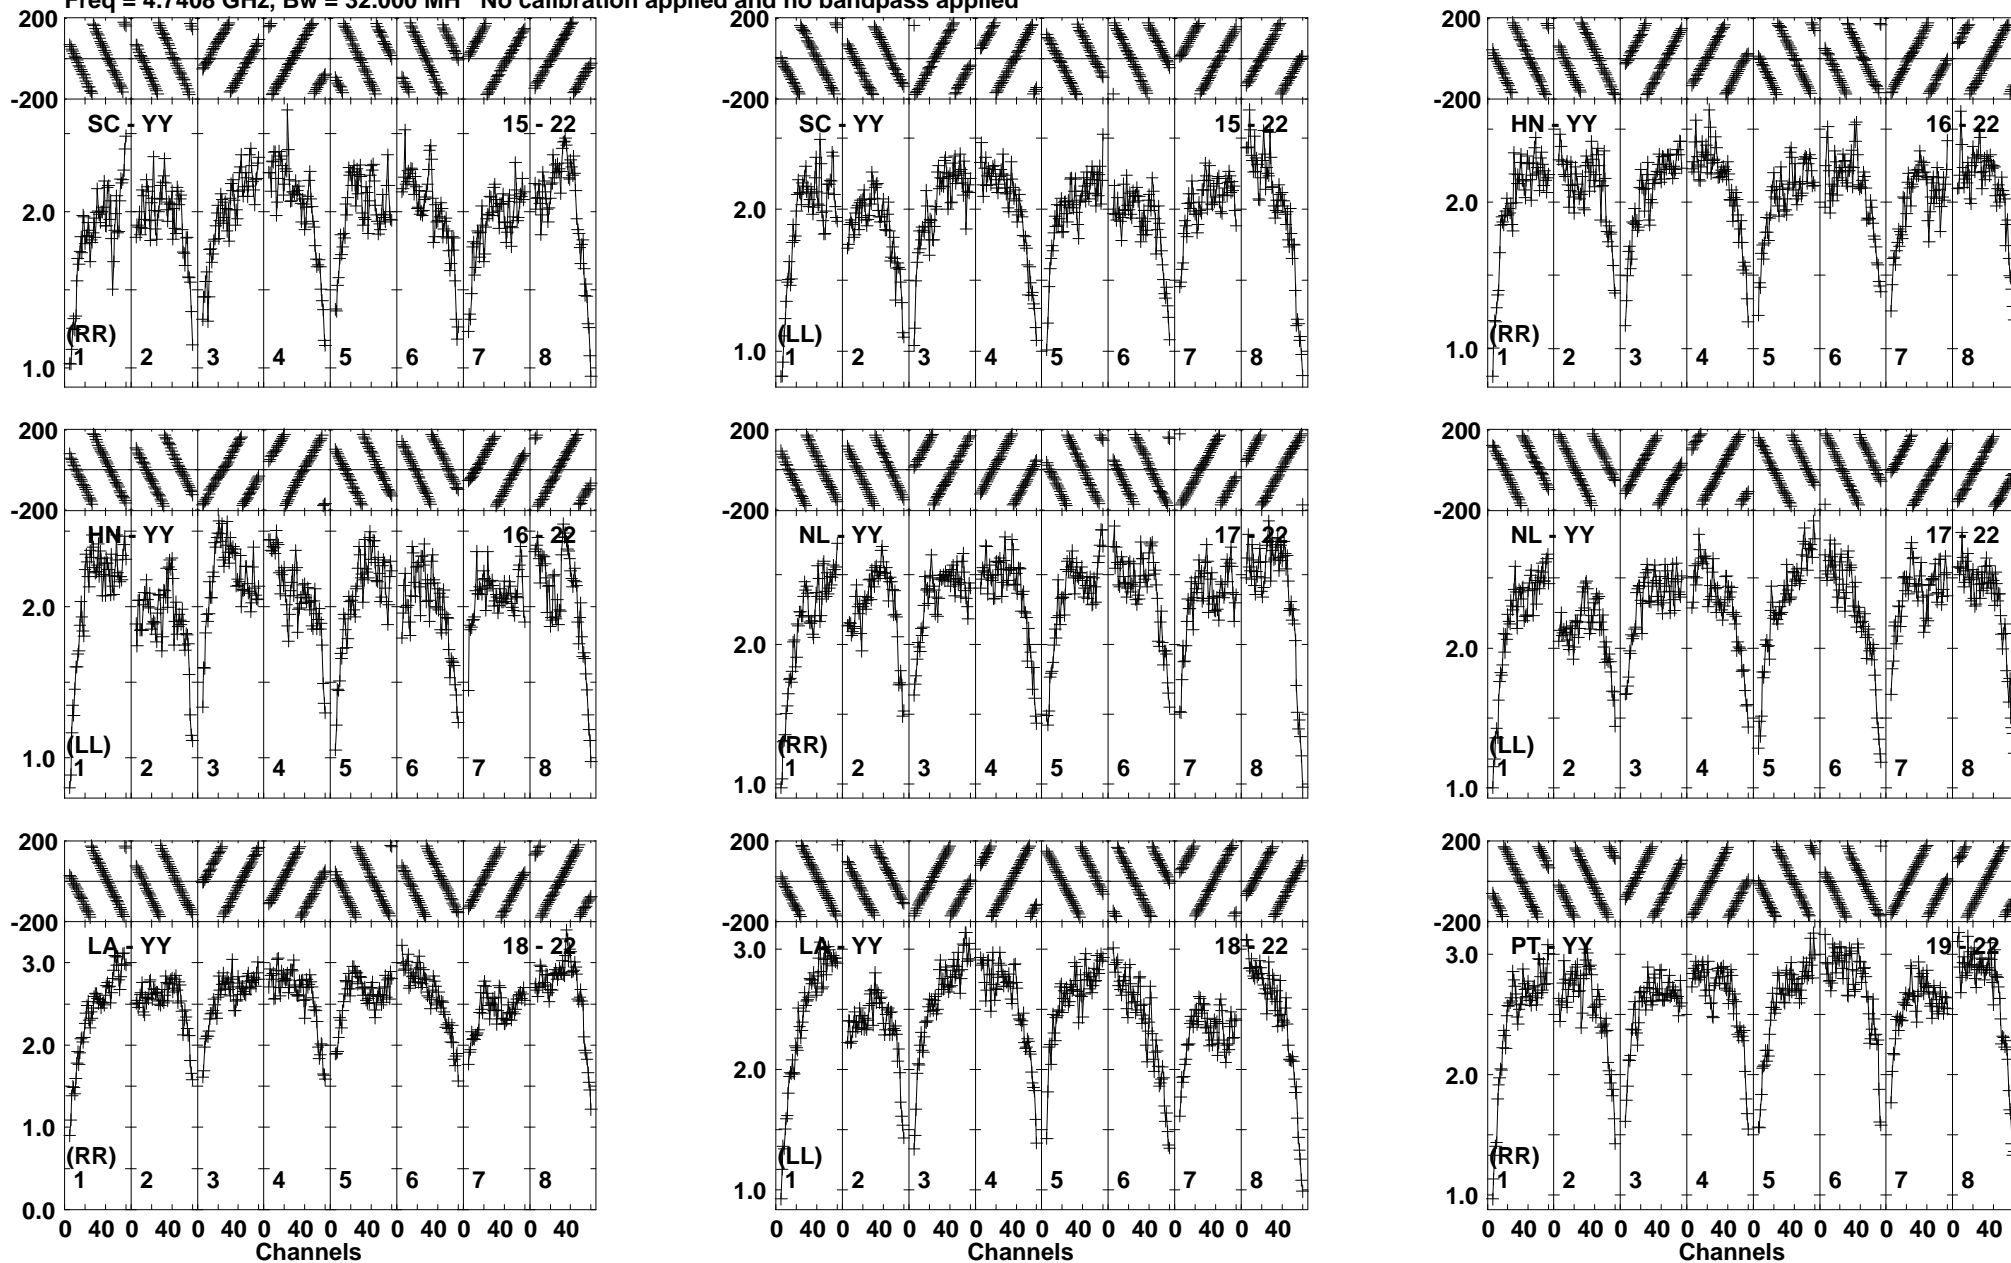 Freq = 4.7408 GHz, Bw = 32.000 MH No calibration applied and no bandpass applied
200 200 200
-200 -200 -200
SC - YY 15 - 22 SC - YY 15 - 22 HN - YY 16 - 22
2.0 2.0 2.0
(RR) (LL) (RR)
1 2 3 4 5 6 7 8 1 2 3 4 5 6 7 8 1 2 3 4 5 6 7 8
1.0 1.0 1.0
200 200 200
-200 -200 -200
HN - YY 16 - 22 NL - YY 17 - 22 NL - YY 17 - 22
2.0 2.0 2.0
(LL) (RR) (LL)
1 2 3 4 5 6 7 8 1 2 3 4 5 6 7 8 1 2 3 4 5 6 7 8
1.0 1.0 1.0
200 200 200
-200 -200 -200
LA - YY 18 - 22 LA - YY 18 - 22 PT - YY 19 - 22
3.0 3.0 3.0
2.0 2.0 2.0
1.0 1.0 1.0
(RR) (LL) (RR)
1 2 3 4 5 6 7 8 1 2 3 4 5 6 7 8 1 2 3 4 5 6 7 8
0.0
0 40 0 40 0 40 0 40 0 40 0 40 0 40 0 40 0 40 0 40 0 40 0 40 0 40 0 40 0 40 0 40 0 40 0 40 0 40 0 40 0 40 0 40 0 40 0 40
Channels Channels Channels